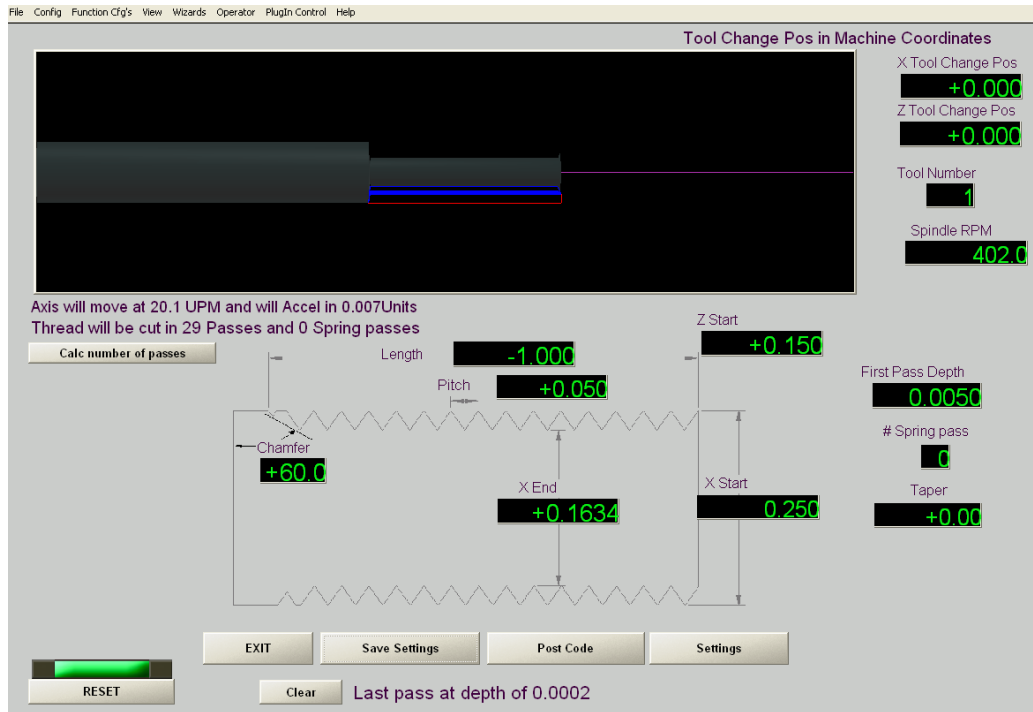 File Config Function Cfg's View Wizards Operator PlugIn Control Help
Tool Change Pos in Machine Coordinates
X Tool Change Pos
+0.000
Z Tool Change Pos
+0.000
Tool Number
1
Spindle RPM
402.0
Axis will move at 20.1 UPM and will Accel in 0.007Units
Thread will be cut in 29 Passes and 0 Spring passes
Calc number of passes
Length
-1.000
Z Start
+0.150
Pitch
+0.050
First Pass Depth
0.0050
# Spring pass
0
Chamfer
+60.0
X End
+0.1634
X Start
0.250
Taper
+0.00
EXIT
Save Settings
Post Code
Settings
RESET
Clear
Last pass at depth of 0.0002